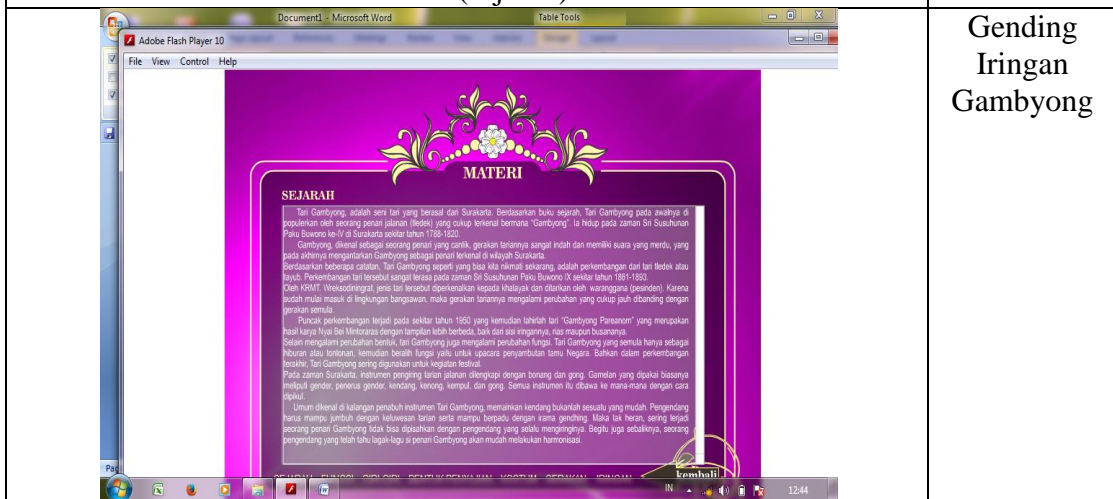 Document1 - Microsoft Word
Table Tools
Adobe Flash Player 10
File View Control Help
MATERI
SEJARAH
Tari Gambyong, adalah seni tari yang berasal dari Surakarta. Berdasarkan buku sejarah, Tari Gambyong pada awalnya di
populerkan oleh seorang penari jalanan (tledek) yang cukup terkenal bernama "Gambyong". Ia hidup pada zaman Sri Susuhunan
Paku Buwono ke-IV di Surakarta sekitar tahun 1788-1820.
Gambyong, dikenal sebagai seorang penari yang cantik, gerakan tariannya sangat indah dan memiliki suara yang merdu, yang
pada akhirnya mengantarkan Gambyong sebagai penari terkenal di wilayah Surakarta.
Berdasarkan beberapa catatan, Tari Gambyong seperti yang bisa kita nikmati sekarang, adalah perkembangan dari tari tledek atau
tayub. Perkembangan tari tersebut sangat terasa pada zaman Sri Susuhunan Paku Buwono IX sekitar tahun 1861-1893.
Oleh KRMT. Wreksodiningrat, jenis tari tersebut diperkenalkan kepada khalayak dan ditarikan oleh waranggana (pesinden). Karena
sudah mulai masuk di lingkungan bangsawan, maka gerakan tariannya mengalami perubahan yang cukup jauh dibanding dengan
gerakan semula.
Puncak perkembangan terjadi pada sekitar tahun 1950 yang kemudian lahirlah tari "Gambyong Pareanom" yang merupakan
hasil karya Nyai Bei Mintoraras dengan tampilan lebih berbeda, baik dari sisi iringannya, rias maupun busananya.
Selain mengalami perubahan bentuk, tari Gambyong juga mengalami perubahan fungsi. Tari Gambyong yang semula hanya sebagai
hiburan atau tontonan, kemudian beralih fungsi yaitu untuk upacara penyambutan tamu Negara. Bahkan dalam perkembangan
terakhir, Tari Gambyong sering digunakan untuk kegiatan festival.
Pada zaman Surakarta, instrumen pengiring tarian jalanan dilengkapi dengan bonang dan gong. Gamelan yang dipakai biasanya
meliputi gender, penerus gender, kendang, kenong, kempul, dan gong. Semua instrumen itu dibawa ke mana-mana dengan cara
dipikul.
Umum dikenal di kalangan penabuh instrumen Tari Gambyong, memainkan kendang bukanlah sesuatu yang mudah. Pengendang
harus mampu jumbuh dengan keluwesan tarian serta mampu berpadu dengan irama gendhing. Maka tak heran, sering terjadi
seorang penari Gambyong tidak bisa dipisahkan dengan pengendang yang selalu mengiringinya. Begitu juga sebaliknya, seorang
pengendang yang telah tahu lagak-lagu si penari Gambyong akan mudah melakukan harmonisasi.
kembali
IN
12:44
Gending
Iringan
Gambyong